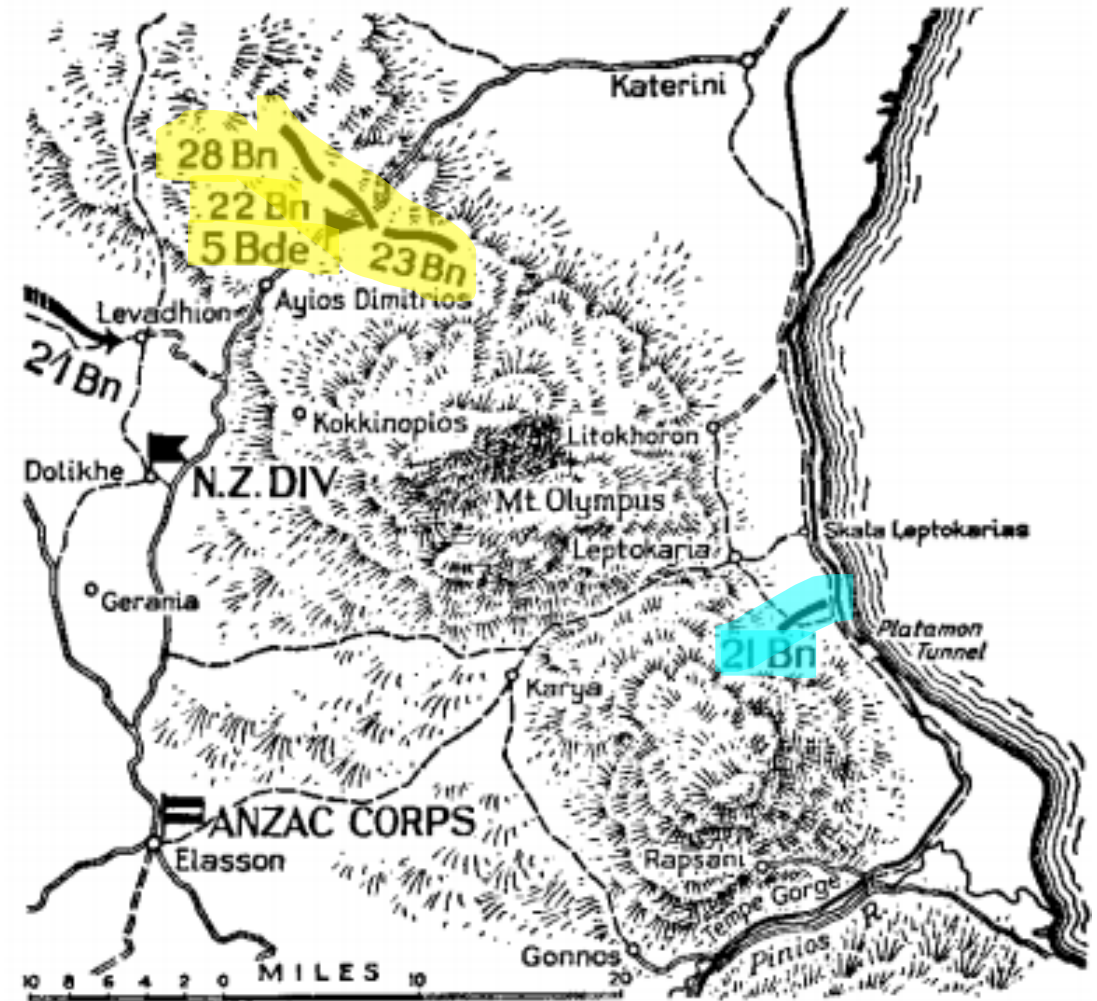 Katerini
28 Bn
22 Bn
5 Bde
23 Bn
Ayios Dimitrios
Levadhion
2/1 Bn
Kokkinopios
Litokhoron
Dolikhe
N.Z. DIV
Mt. Olympus
Skala Leptokarias
Leptokaria
Gerania
21 Bn
Platamon
Tunnel
Karya
ANZAC CORPS
Elasson
Rapsani
Tempe Gorge
Gonnos
Pinios R.
10 8 6 4 2 0 MILES 10 20